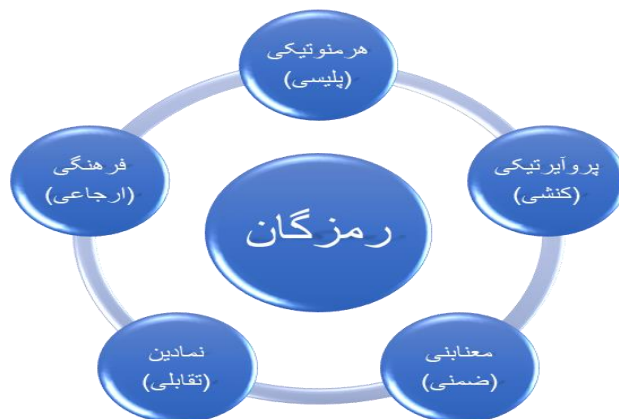 هرمنوتیکی
(پلیسی)
پروآیرتیکی
(کنشی)
معنابنی
(ضمنی)
نمادین
(تقابلی)
فرهنگی
(ارجاعی)
رمزگان